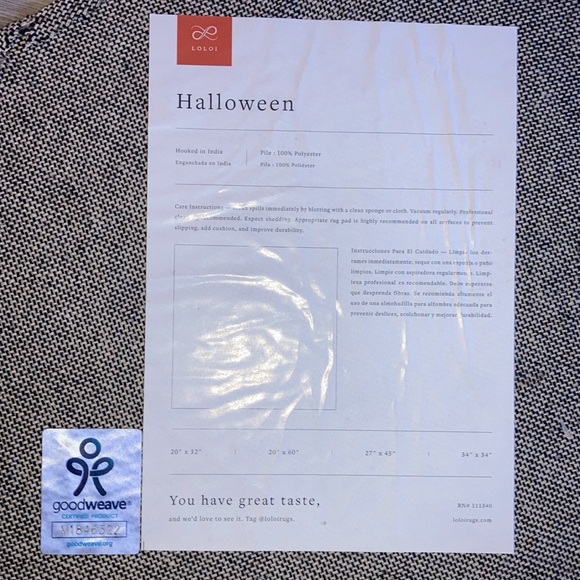 LOLOI
Halloween
Hooked in India
Enganchada en India
Pile : 100% Polyester
Pila : 100% Poliester
Care Instructions spills immediately by blotting with a clean sponge or cloth. Vacuum regularly. Professional
recommended. Expect shedding. Appropriate rug pad is highly recommended on all surfaces to prevent
slipping, add cushion, and improve durability.
Instrucciones Para El Cuidado — Limpie los der-
rames inmediatamente, toque con una esponja o paño
limpios. Limpie con aspiradora regularmente. Limp-
ieza profesional es recomendable. Debe esperarse
que desprenda fibras. Se recomienda altamente el
uso de una almohadilla para alfombra adecuada para
prevenir deslices, acolchonar y mejorar durabilidad.
20" x 32"
20" x 60"
27" x 45"
34" x 34"
You have great taste,
and we'd love to see it. Tag @loloirugs.
RN# 111540
loloirugs.com
goodweave®
CERTIFIED PRODUCT
goodweave.org